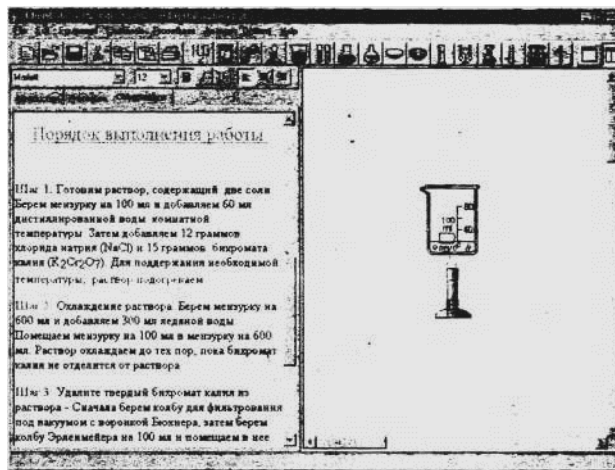 12
Порядок выполнения работы
Шаг 1. Готовим раствор, содержащий две соли
Берем мензурку на 100 мл и добавляем 60 мл
дистиллированной воды комнатной
температуры. Затем добавляем 12 граммов
хлорида натрия (NaCl) и 15 граммов бихромата
калия (K2Cr2O7). Для поддержания необходимой
температуры, раствор подогреваем
Шаг 2. Охлаждение раствора. Берем мензурку на
600 мл и добавляем 300 мл ледяной воды
Помещаем мензурку на 100 мл в мензурку на 600
мл. Раствор охлаждаем до тех пор, пока бихромат
калия не отделится от раствора
Шаг 3. Удалите твердый бихромат калия из
раствора - Сначала берем колбу для фильтрования
под вакуумом с воронкой Бюхнера, затем берем
колбу Эрленмейера на 100 мл и помещаем в нее
100
ml
80